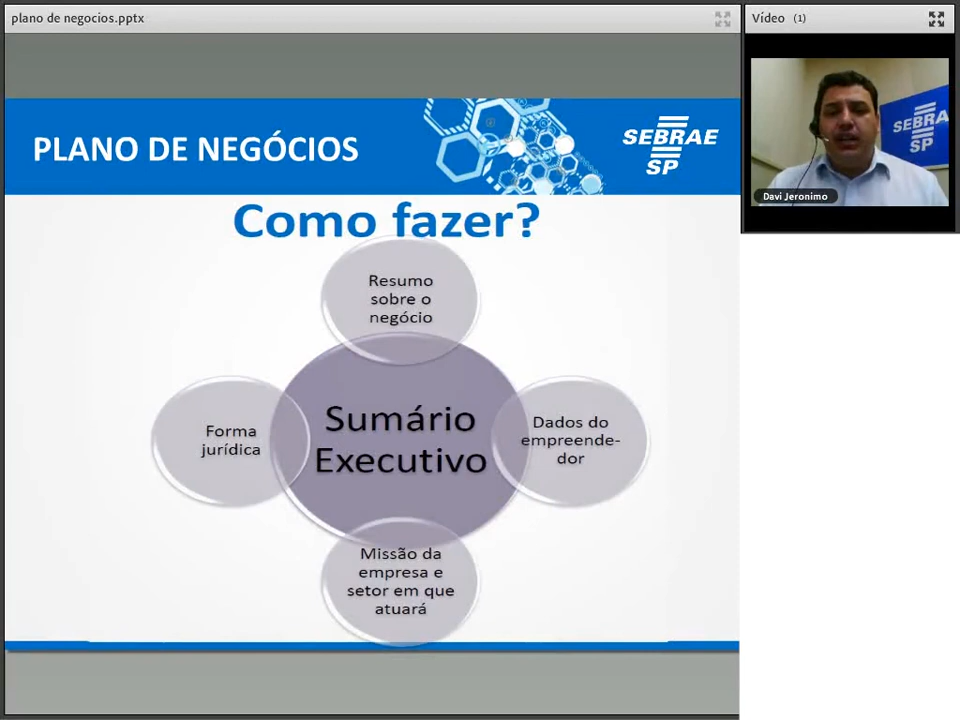 plano de negocios.pptx
Vídeo (1)
PLANO DE NEGÓCIOS
SEBRAE
SP
SEBRAE
SP
Davi Jeronimo
Como fazer?
Resumo
sobre o
negócio
Forma
jurídica
Sumário
Executivo
Dados do
empreende-
dor
Missão da
empresa e
setor em que
atuará